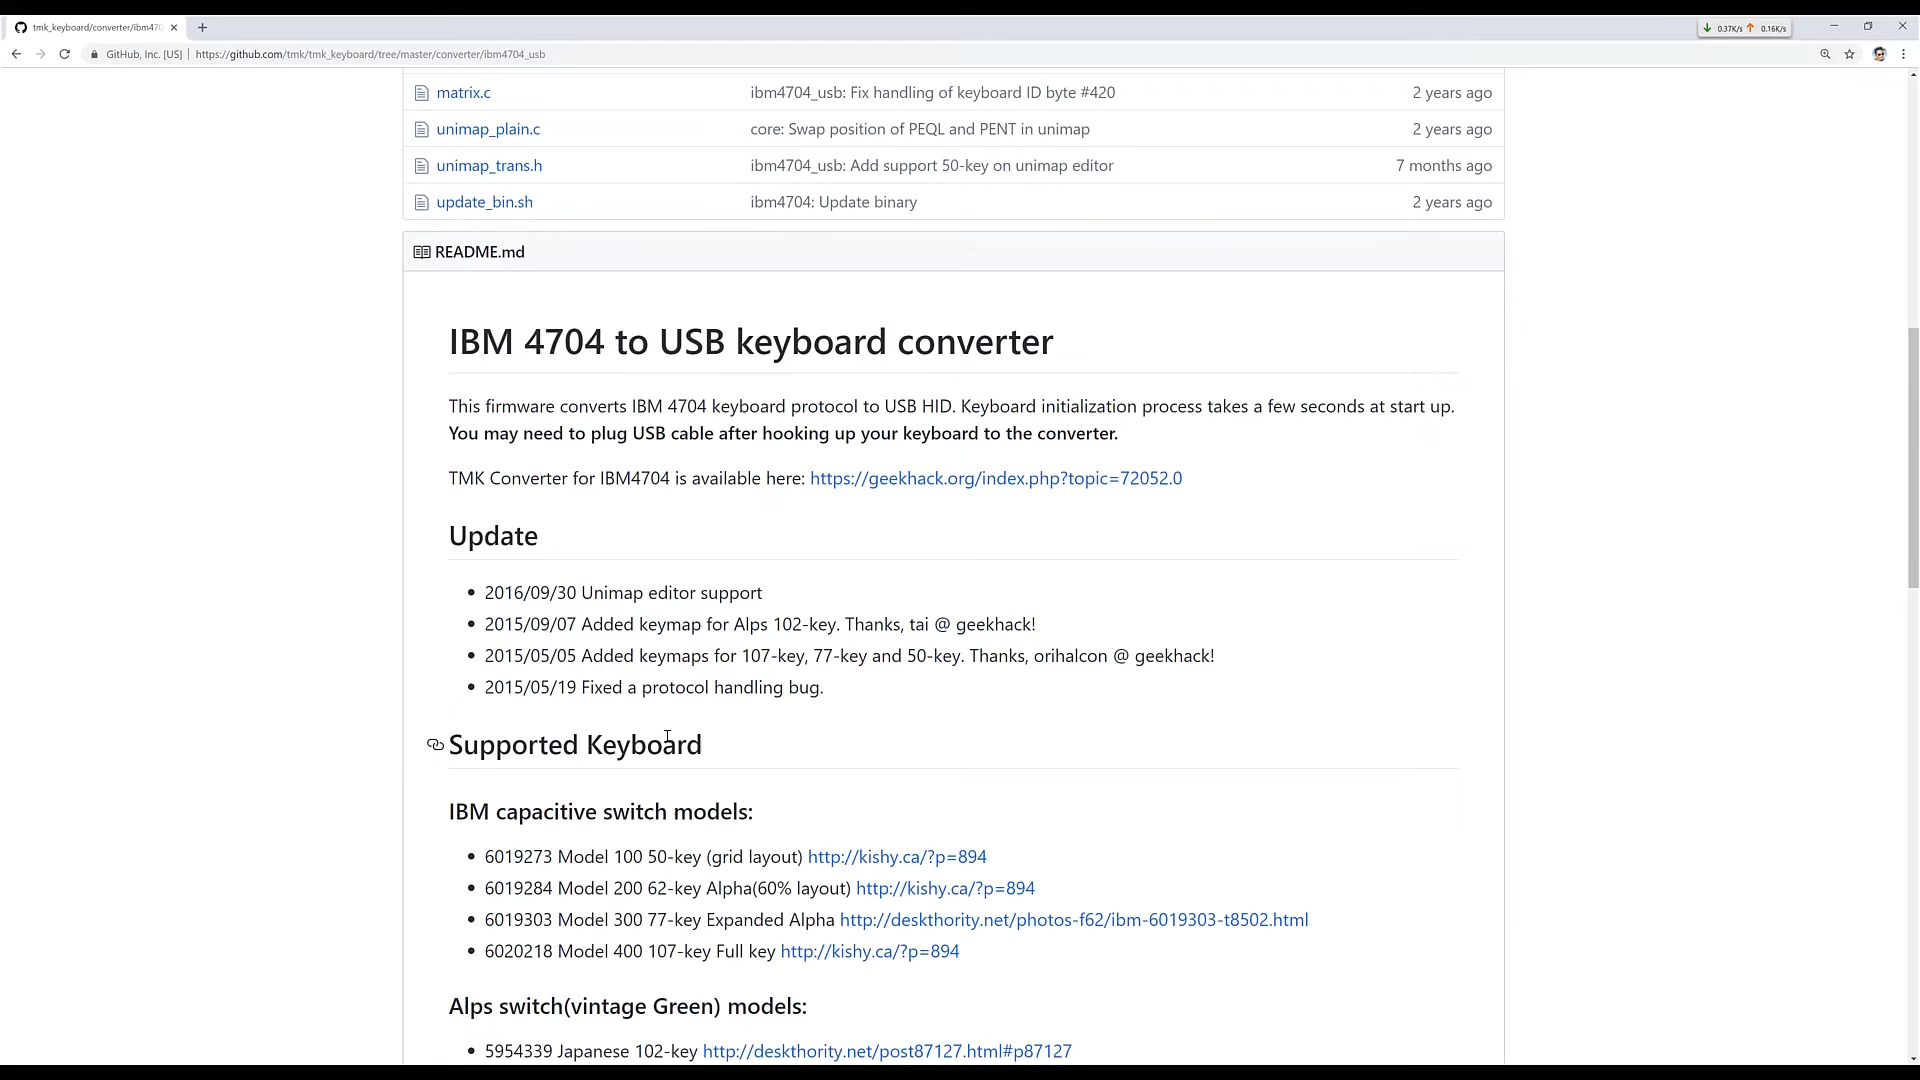 tmk_keyboard/converter/ibm470
0.37K/s 0.16K/s
GitHub, Inc. [US] | https://github.com/tmk/tmk_keyboard/tree/master/converter/ibm4704_usb
matrix.c ibm4704_usb: Fix handling of keyboard ID byte #420 2 years ago
unimap_plain.c core: Swap position of PEQL and PENT in unimap 2 years ago
unimap_trans.h ibm4704_usb: Add support 50-key on unimap editor 7 months ago
update_bin.sh ibm4704: Update binary 2 years ago
README.md
IBM 4704 to USB keyboard converter
This firmware converts IBM 4704 keyboard protocol to USB HID. Keyboard initialization process takes a few seconds at start up.
You may need to plug USB cable after hooking up your keyboard to the converter.
TMK Converter for IBM4704 is available here: https://geekhack.org/index.php?topic=72052.0
Update
• 2016/09/30 Unimap editor support
• 2015/09/07 Added keymap for Alps 102-key. Thanks, tai @ geekhack!
• 2015/05/05 Added keymaps for 107-key, 77-key and 50-key. Thanks, orihalcon @ geekhack!
• 2015/05/19 Fixed a protocol handling bug.
Supported Keyboard
IBM capacitive switch models:
• 6019273 Model 100 50-key (grid layout) http://kishy.ca/?p=894
• 6019284 Model 200 62-key Alpha(60% layout) http://kishy.ca/?p=894
• 6019303 Model 300 77-key Expanded Alpha http://deskthority.net/photos-f62/ibm-6019303-t8502.html
• 6020218 Model 400 107-key Full key http://kishy.ca/?p=894
Alps switch(vintage Green) models:
• 5954339 Japanese 102-key http://deskthority.net/post87127.html#p87127